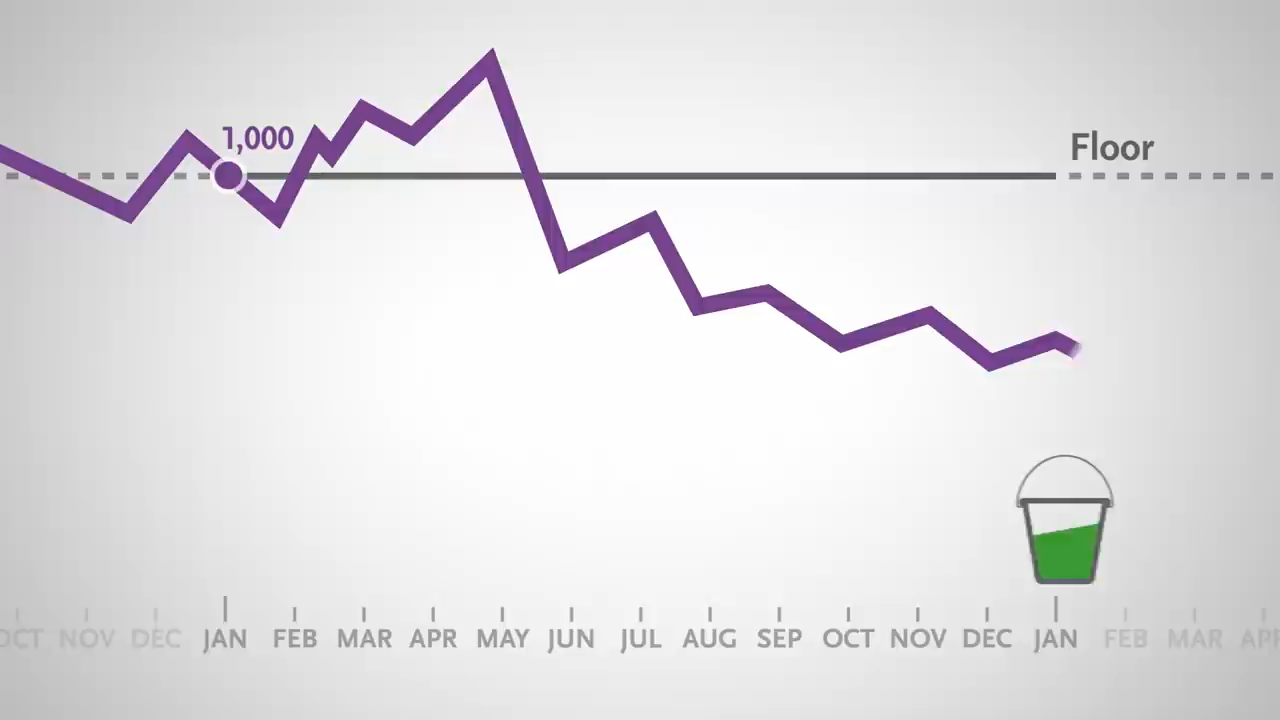 1,000
Floor
OCT NOV DEC JAN FEB MAR APR MAY JUN JUL AUG SEP OCT NOV DEC JAN FEB MAR AP